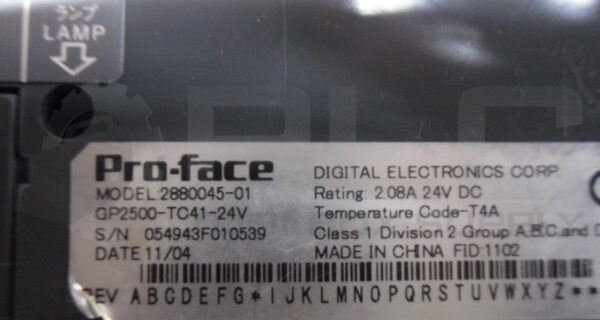 ランプ
LAMP
Pro-face
DIGITAL ELECTRONICS CORP
MODEL:2880045-01
Rating: 2.08A 24V DC
GP2500-TC41-24V
Temperature Code-T4A
S/N 054943F010539
Class 1 Division 2 Group A,B,C,and D
DATE 11/04
MADE IN CHINA FID:1102
REV ABCDEFG*IJKLMNOPQRSTUVWXYZ**